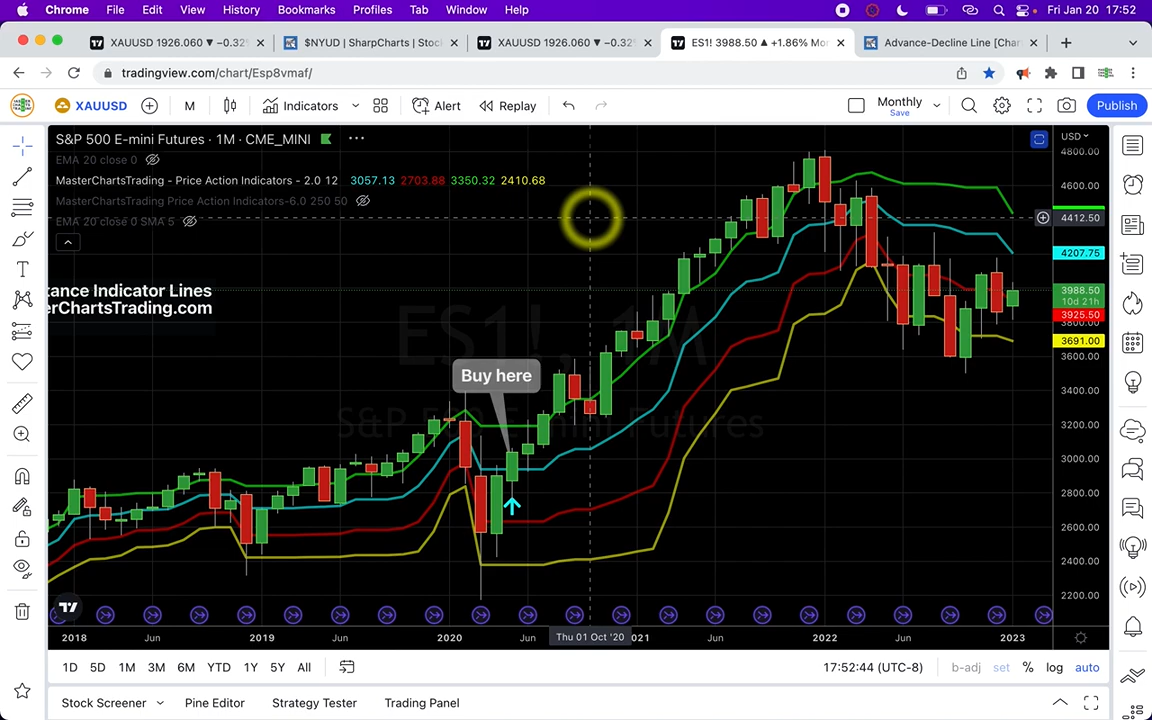 Chrome File Edit View History Bookmarks Profiles Tab Window Help Fri Jan 20 17:52
XAUUSD 1926.060 ▼ −0.32% $NYUD | SharpCharts | Stoc XAUUSD 1926.060 ▼ −0.32% ES1! 3988.50 ▲ +1.86% Mo Advance-Decline Line [Char
tradingview.com/chart/Esp8vmaf/
XAUUSD M Indicators Alert Replay Monthly Save Publish
S&P 500 E-mini Futures · 1M · CME_MINI
USD
EMA 20 close 0
4800.00
MasterChartsTrading - Price Action Indicators - 2.0 12 3057.13 2703.88 3350.32 2410.68
4600.00
MasterChartsTrading Price Action Indicators-6.0 250 50
EMA 20 close 0 SMA 5
4412.50
4207.75
tance Indicator Lines
erChartsTrading.com
3988.50
10d 21h
3925.50
3800.00
3691.00
ES1!, 1M
3600.00
Buy here
3400.00
S&P 500 E-mini Futures
3200.00
3000.00
2800.00
2600.00
2400.00
2200.00
2018 Jun 2019 Jun 2020 Jun Thu 01 Oct '20 021 Jun 2022 Jun 2023
1D 5D 1M 3M 6M YTD 1Y 5Y All 17:52:44 (UTC-8) b-adj set % log auto
Stock Screener Pine Editor Strategy Tester Trading Panel